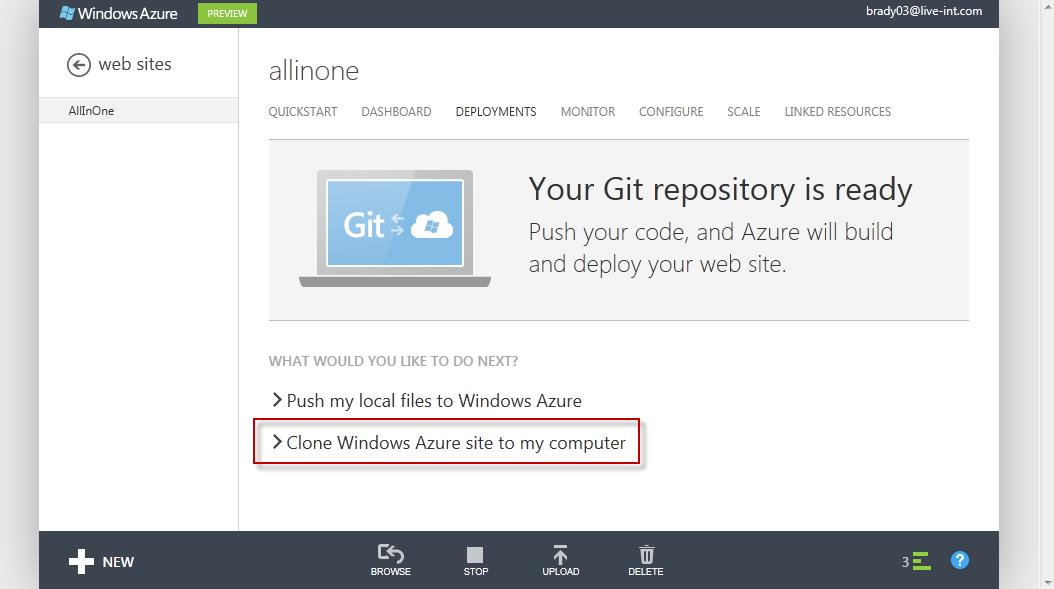 Windows Azure PREVIEW brady03@live-int.com
web sites
AllInOne
allinone
QUICKSTART DASHBOARD DEPLOYMENTS MONITOR CONFIGURE SCALE LINKED RESOURCES
Git
Your Git repository is ready
Push your code, and Azure will build
and deploy your web site.
WHAT WOULD YOU LIKE TO DO NEXT?
Push my local files to Windows Azure
Clone Windows Azure site to my computer
NEW BROWSE STOP UPLOAD DELETE 3 ?